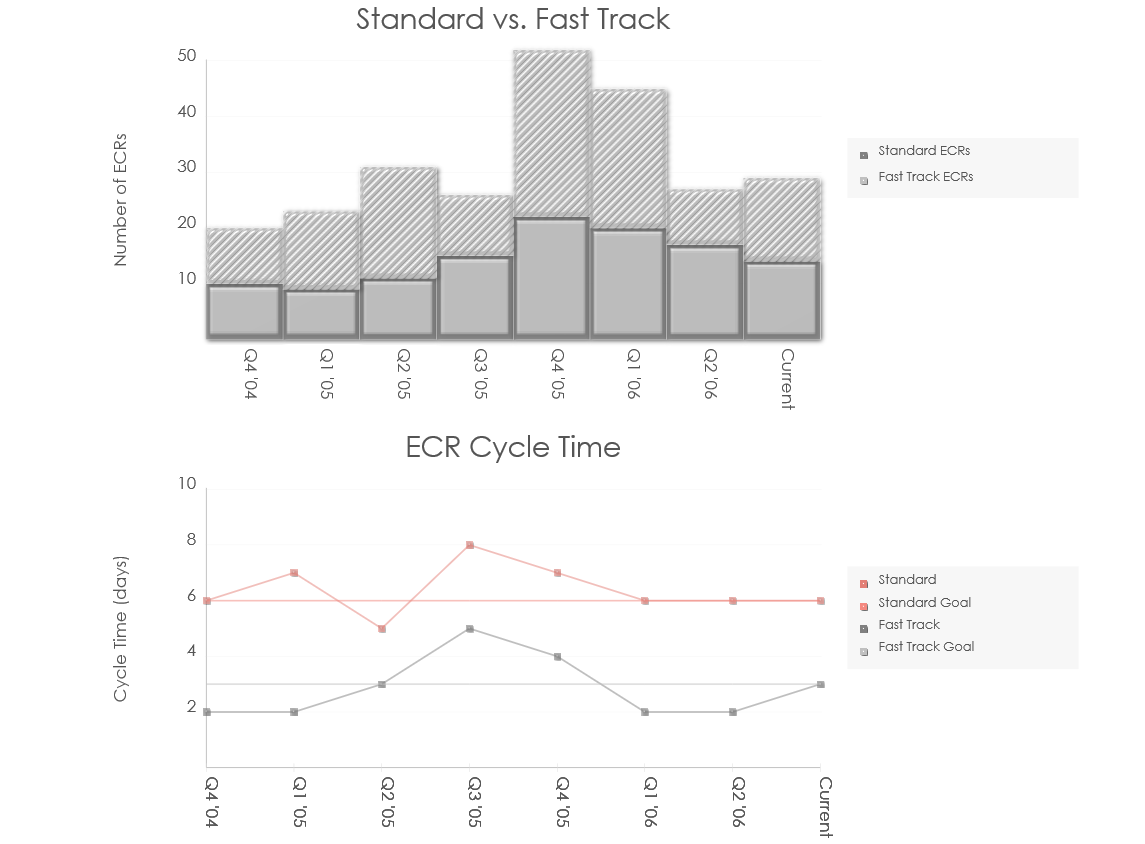 Standard vs. Fast Track
50
40
30
20
10
Number of ECRs
Q4 '04
Q1 '05
Q2 '05
Q3 '05
Q4 '05
Q1 '06
Q2 '06
Current
Standard ECRs
Fast Track ECRs
ECR Cycle Time
10
8
6
4
2
Cycle Time (days)
Q4 '04
Q1 '05
Q2 '05
Q3 '05
Q4 '05
Q1 '06
Q2 '06
Current
Standard
Standard Goal
Fast Track
Fast Track Goal